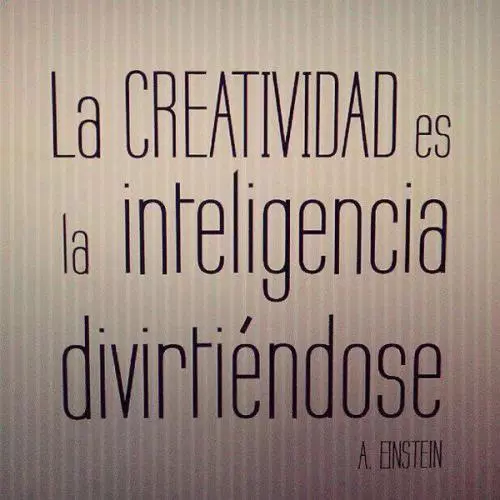 La CREATIVIDAD es
la inteligencia
divirtiéndose
A. EINSTEIN